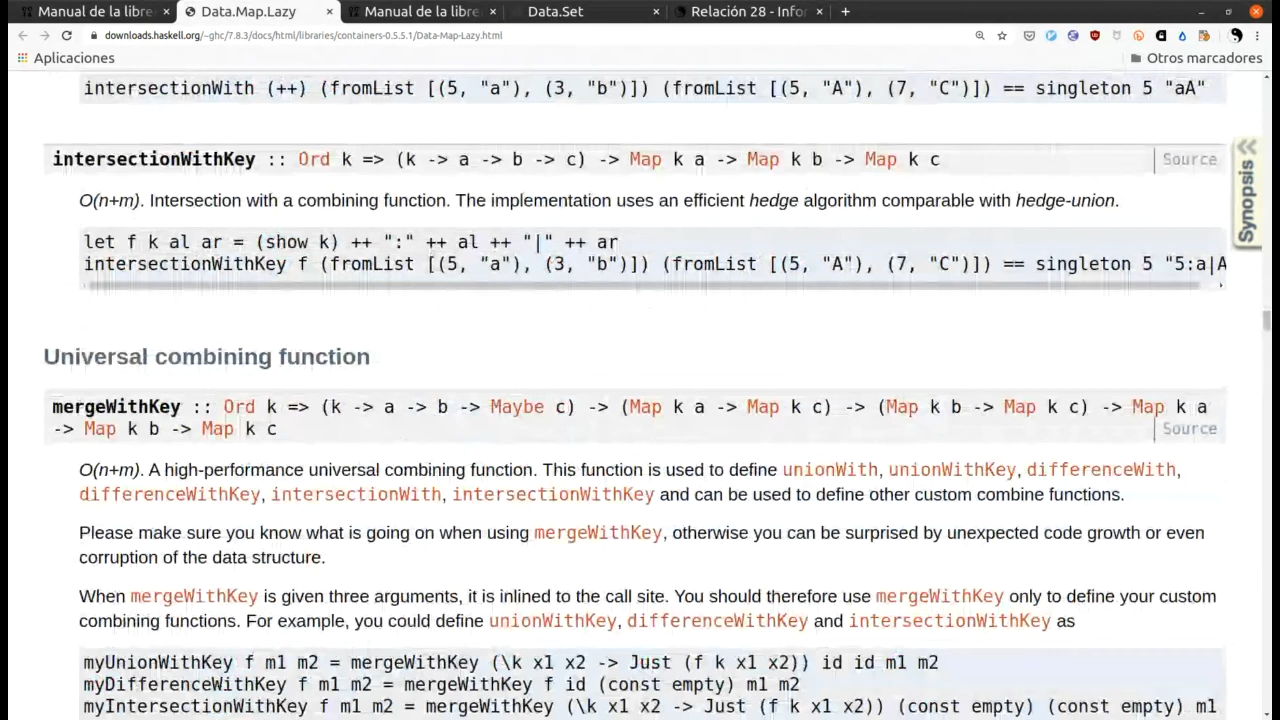 Manual de la libre × Data.Map.Lazy × Manual de la libre × Data.Set × Relación 28 - Info × +
downloads.haskell.org/~ghc/7.8.3/docs/html/libraries/containers-0.5.5.1/Data-Map-Lazy.html
Aplicaciones Otros marcadores
intersectionWith (++) (fromList [(5, "a"), (3, "b")]) (fromList [(5, "A"), (7, "C")]) == singleton 5 "aA"
intersectionWithKey :: Ord k => (k -> a -> b -> c) -> Map k a -> Map k b -> Map k c Source
Synopsis
O(n+m). Intersection with a combining function. The implementation uses an efficient hedge algorithm comparable with hedge-union.
let f k al ar = (show k) ++ ":" ++ al ++ "|" ++ ar
intersectionWithKey f (fromList [(5, "a"), (3, "b")]) (fromList [(5, "A"), (7, "C")]) == singleton 5 "5:a|A
Universal combining function
mergeWithKey :: Ord k => (k -> a -> b -> Maybe c) -> (Map k a -> Map k c) -> (Map k b -> Map k c) -> Map k a
-> Map k b -> Map k c Source
O(n+m). A high-performance universal combining function. This function is used to define unionWith, unionWithKey, differenceWith,
differenceWithKey, intersectionWith, intersectionWithKey and can be used to define other custom combine functions.
Please make sure you know what is going on when using mergeWithKey, otherwise you can be surprised by unexpected code growth or even
corruption of the data structure.
When mergeWithKey is given three arguments, it is inlined to the call site. You should therefore use mergeWithKey only to define your custom
combining functions. For example, you could define unionWithKey, differenceWithKey and intersectionWithKey as
myUnionWithKey f m1 m2 = mergeWithKey (\k x1 x2 -> Just (f k x1 x2)) id id m1 m2
myDifferenceWithKey f m1 m2 = mergeWithKey f id (const empty) m1 m2
myIntersectionWithKey f m1 m2 = mergeWithKey (\k x1 x2 -> Just (f k x1 x2)) (const empty) (const empty) m1